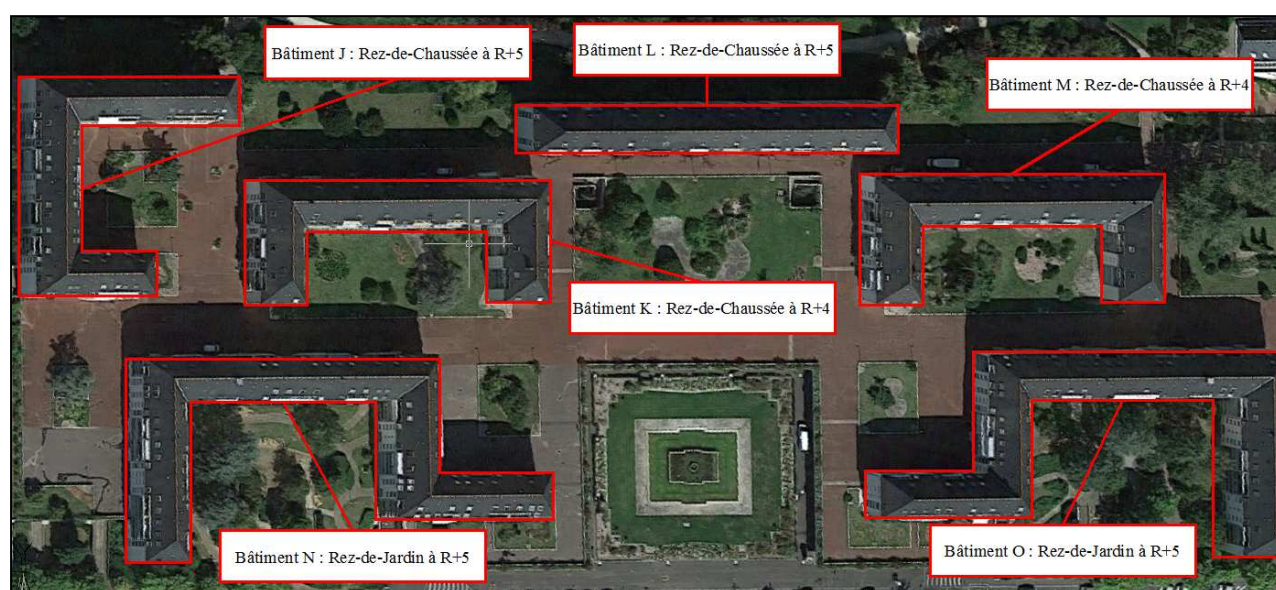 Bâtiment J : Rez-de-Chaussée à R+5
Bâtiment L : Rez-de-Chaussée à R+5
Bâtiment M : Rez-de-Chaussée à R+4
Bâtiment K : Rez-de-Chaussée à R+4
Bâtiment N : Rez-de-Jardin à R+5
Bâtiment O : Rez-de-Jardin à R+5